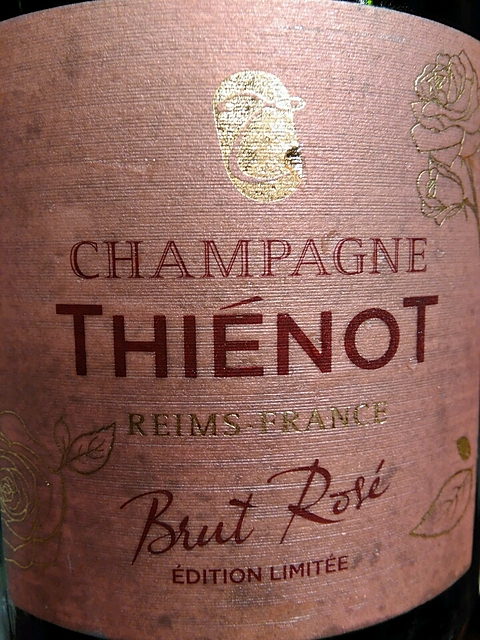 CHAMPAGNE
THIÉNOT
REIMS-FRANCE
Brut Rosé
ÉDITION LIMITÉE